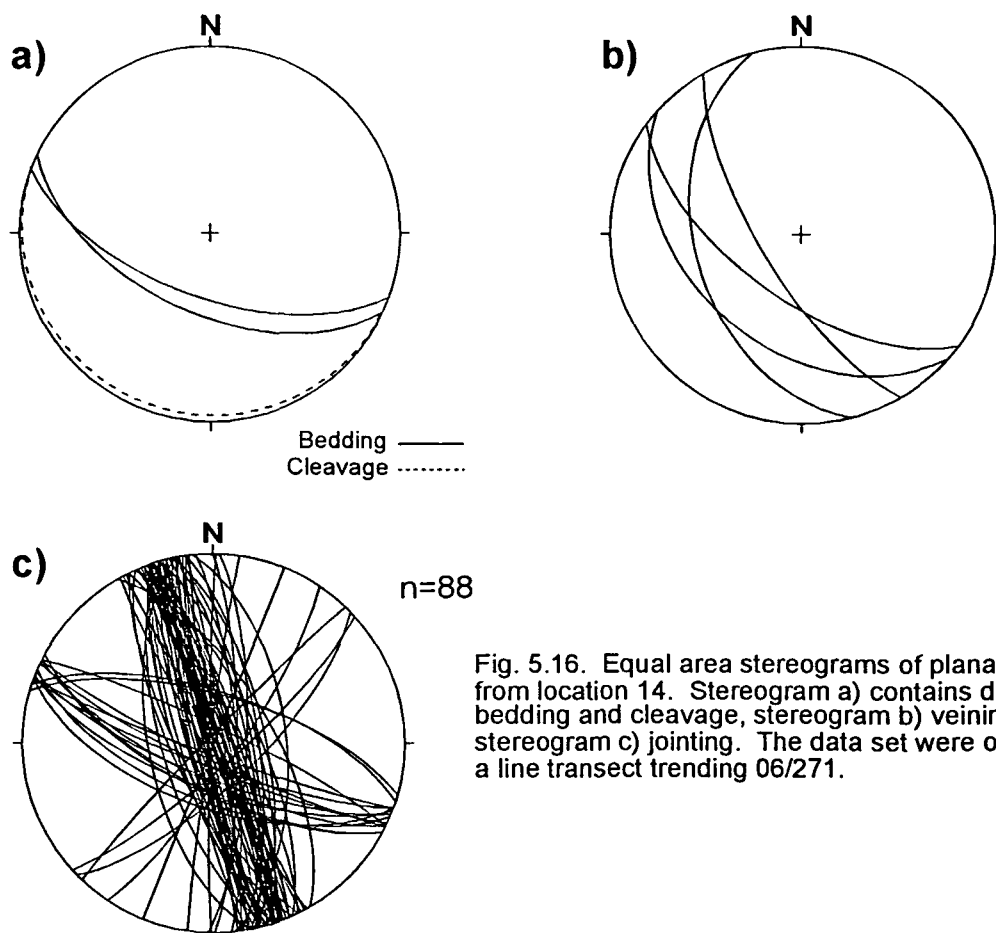 a)
N
b)
N
Bedding
Cleavage
c)
N
n=88
Fig. 5.16. Equal area stereograms of plana
from location 14. Stereogram a) contains d
bedding and cleavage, stereogram b) veinin
stereogram c) jointing. The data set were o
a line transect trending 06/271.